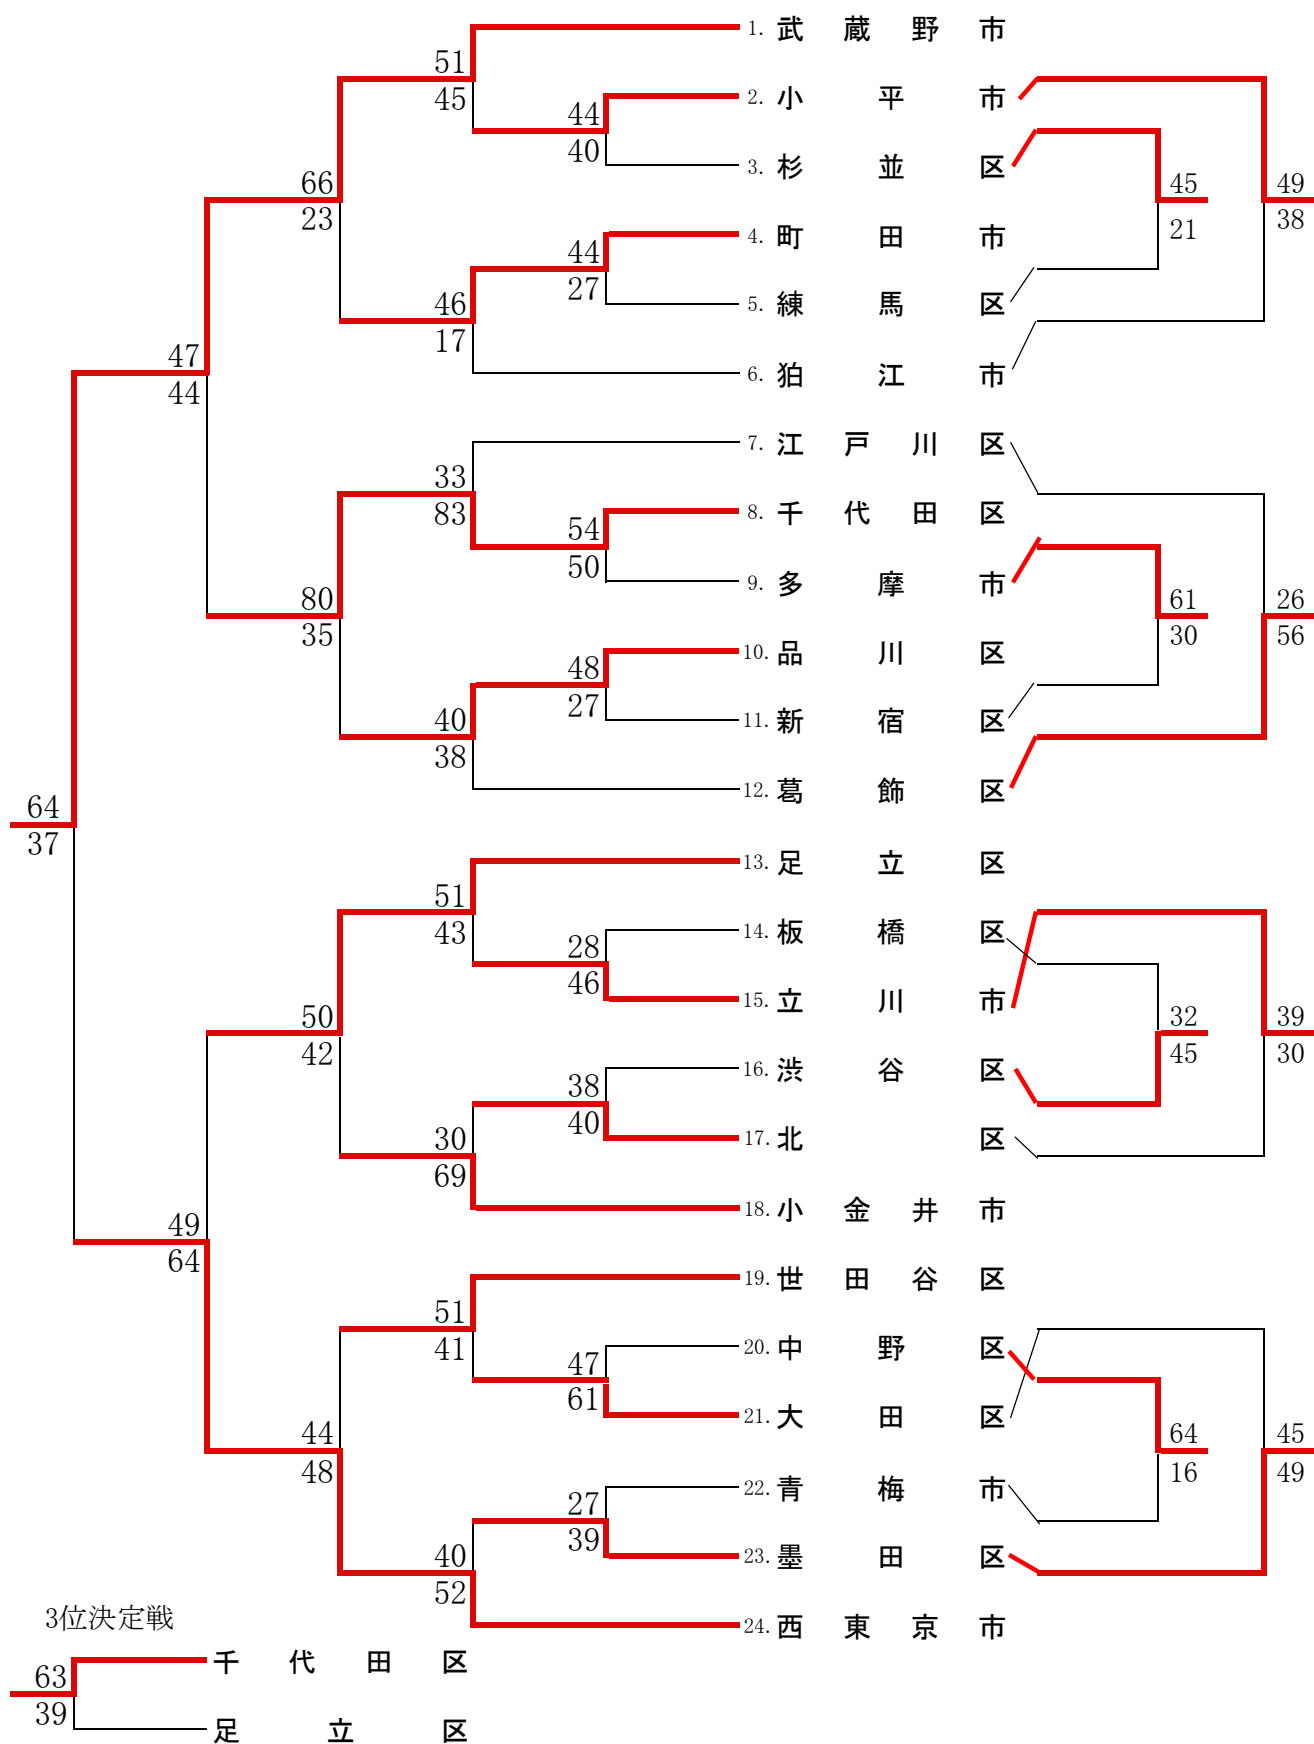 1. 武蔵野市
51
45
2. 小平市
44
40
3. 杉並区
66
23
45
21
49
38
4. 町田市
44
27
46
17
5. 練馬区
6. 狛江市
47
44
7. 江戸川区
33
83
8. 千代田区
54
50
9. 多摩市
80
35
61
30
26
56
10. 品川区
48
27
11. 新宿区
40
38
12. 葛飾区
64
37
13. 足立区
51
43
14. 板橋区
28
46
15. 立川市
50
42
32
45
39
30
16. 渋谷区
38
40
17. 北区
30
69
18. 小金井市
49
64
19. 世田谷区
51
41
20. 中野区
47
61
21. 大田区
44
48
64
16
45
49
22. 青梅市
27
39
23. 墨田区
40
52
24. 西東京市
3位決定戦
千代田区
63
39
足立区